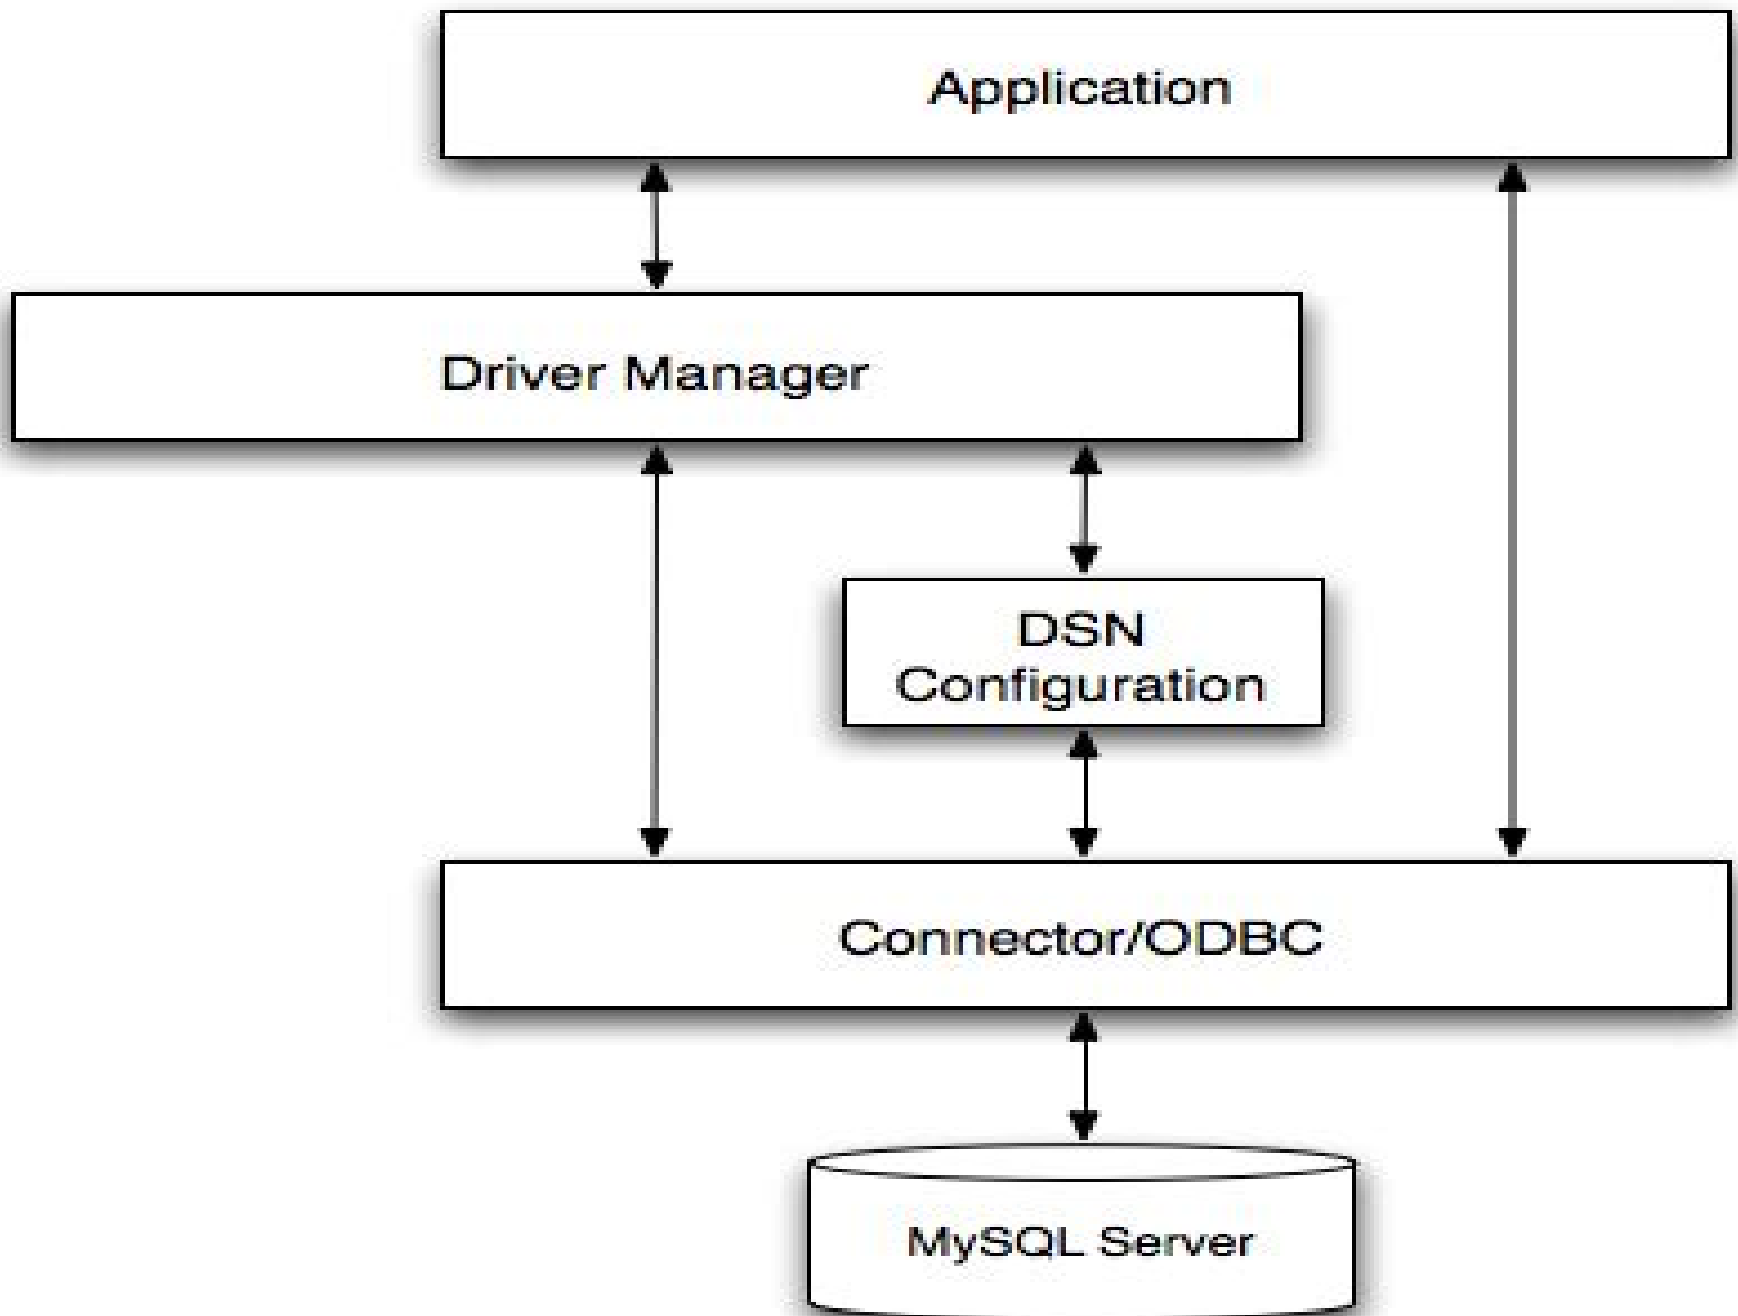 Application
Driver Manager
DSN
Configuration
Connector/ODBC
MySQL Server